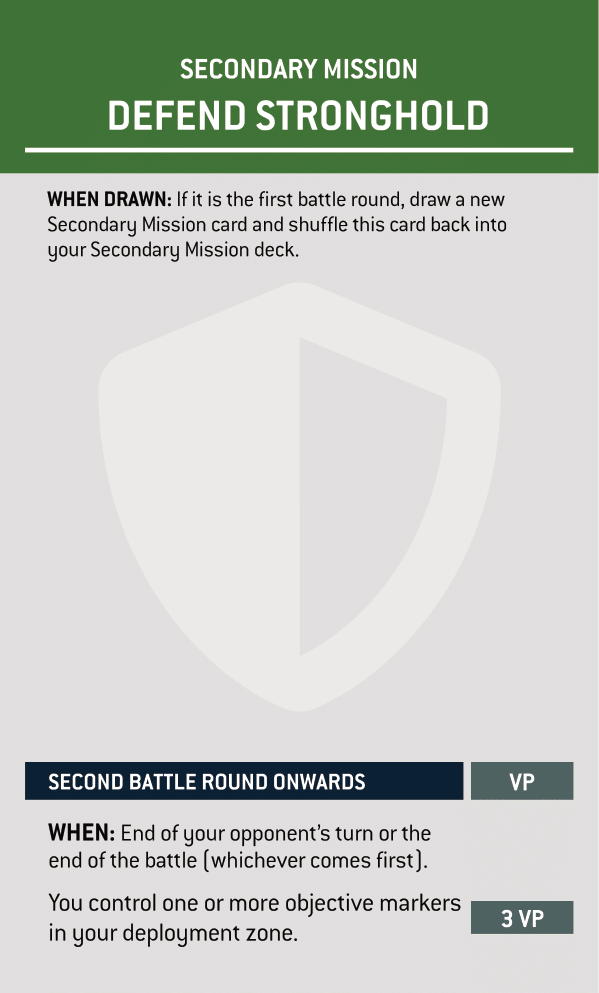 SECONDARY MISSION
DEFEND STRONGHOLD
WHEN DRAWN: If it is the first battle round, draw a new
Secondary Mission card and shuffle this card back into
your Secondary Mission deck.
SECOND BATTLE ROUND ONWARDS VP
WHEN: End of your opponent's turn or the
end of the battle (whichever comes first).
You control one or more objective markers
in your deployment zone.
3 VP